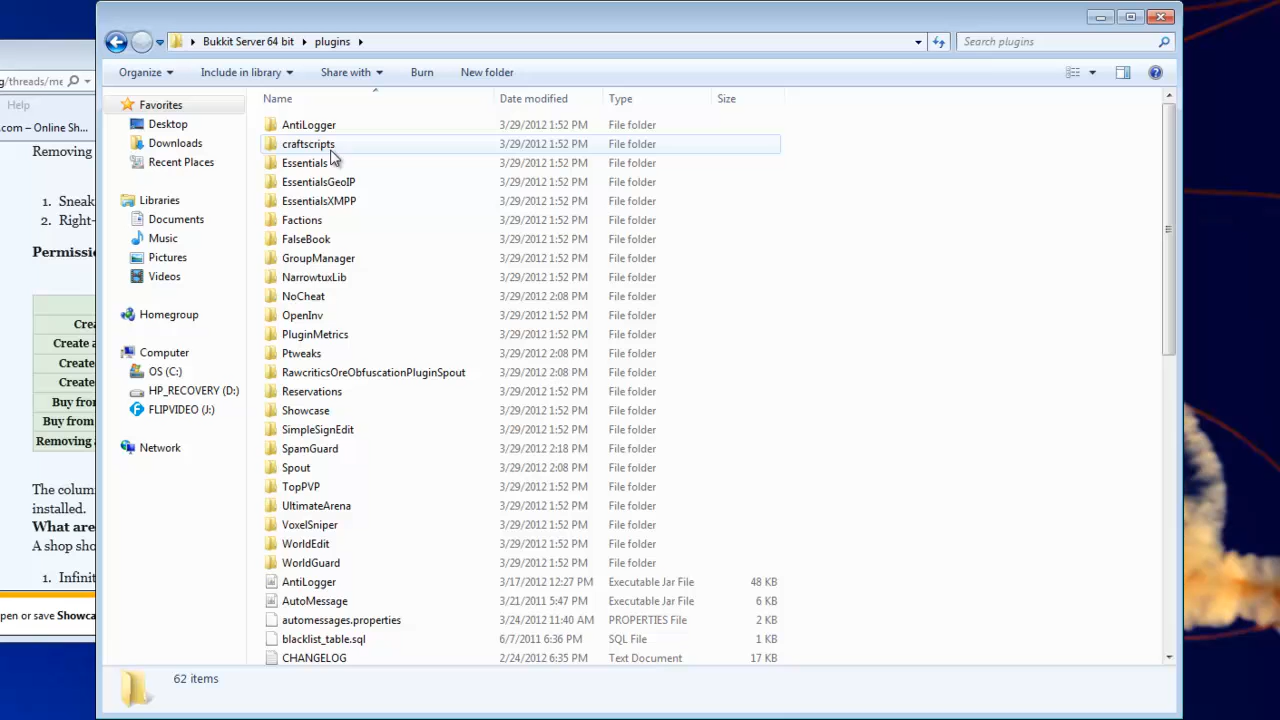 Bukkit Server 64 bit plugins
Search plugins
Organize Include in library Share with Burn New folder
Name Date modified Type Size
Favorites
Desktop
Downloads
Recent Places
Libraries
Documents
Music
Pictures
Videos
Homegroup
Computer
OS (C:)
HP_RECOVERY (D:)
FLIPVIDEO (J:)
Network
AntiLogger 3/29/2012 1:52 PM File folder
craftscripts 3/29/2012 1:52 PM File folder
Essentials 3/29/2012 1:52 PM File folder
EssentialsGeoIP 3/29/2012 1:52 PM File folder
EssentialsXMPP 3/29/2012 1:52 PM File folder
Factions 3/29/2012 1:52 PM File folder
FalseBook 3/29/2012 1:52 PM File folder
GroupManager 3/29/2012 1:52 PM File folder
NarrowtuxLib 3/29/2012 1:52 PM File folder
NoCheat 3/29/2012 2:08 PM File folder
OpenInv 3/29/2012 1:52 PM File folder
PluginMetrics 3/29/2012 1:52 PM File folder
Ptweaks 3/29/2012 2:08 PM File folder
RawcriticsOreObfuscationPluginSpout 3/29/2012 2:08 PM File folder
Reservations 3/29/2012 1:52 PM File folder
Showcase 3/29/2012 1:52 PM File folder
SimpleSignEdit 3/29/2012 1:52 PM File folder
SpamGuard 3/29/2012 2:18 PM File folder
Spout 3/29/2012 2:08 PM File folder
TopPVP 3/29/2012 1:52 PM File folder
UltimateArena 3/29/2012 1:52 PM File folder
VoxelSniper 3/29/2012 1:52 PM File folder
WorldEdit 3/29/2012 1:52 PM File folder
WorldGuard 3/29/2012 1:52 PM File folder
AntiLogger 3/17/2012 12:27 PM Executable Jar File 48 KB
AutoMessage 3/21/2011 5:47 PM Executable Jar File 6 KB
automessages.properties 3/24/2012 11:40 AM PROPERTIES File 2 KB
blacklist_table.sql 6/7/2011 6:36 PM SQL File 1 KB
CHANGELOG 2/24/2012 6:35 PM Text Document 17 KB
62 items
g/threads/me
Help
.com – Online Sh...
Removing
1. Sneak
2. Right-
Permissio
Crea
Create a
Create
Create
Buy from
Buy from
Removing a
The colum
installed.
What are
A shop sho
1. Infinit
pen or save Showca